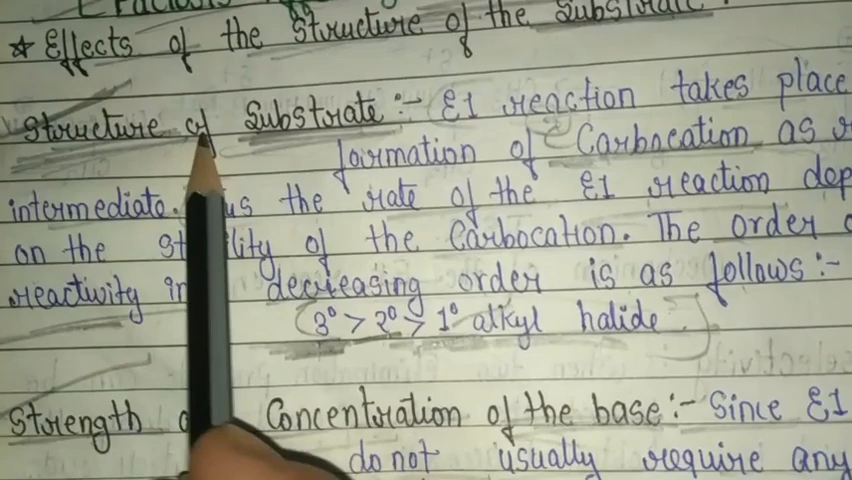 * Effects of the Structure of the Substrate
Structure of Substrate :- E1 reaction takes place
formation of Carbocation as
intermediate. the rate of the E1 reaction
on the of the Carbocation. The order
reactivity in decreasing order is as follows :-
(3° > 2° > 1° alkyl halide )
Strength Concentration of the base :- Since E1
do not usually require any